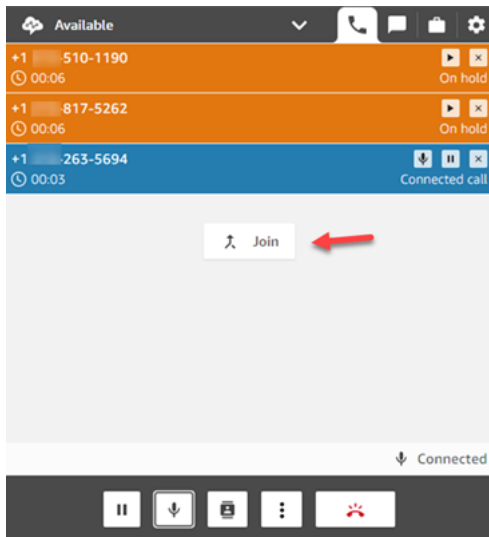 Available
+1 -510-1190
00:06
On hold
+1 -817-5262
00:06
On hold
+1 -263-5694
00:03
Connected call
Join
Connected